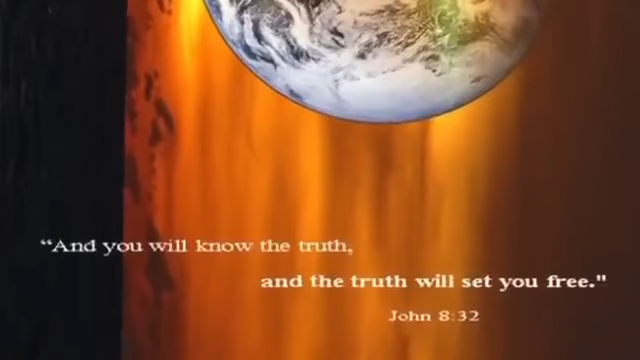 “And you will know the truth,
and the truth will set you free."
John 8:32